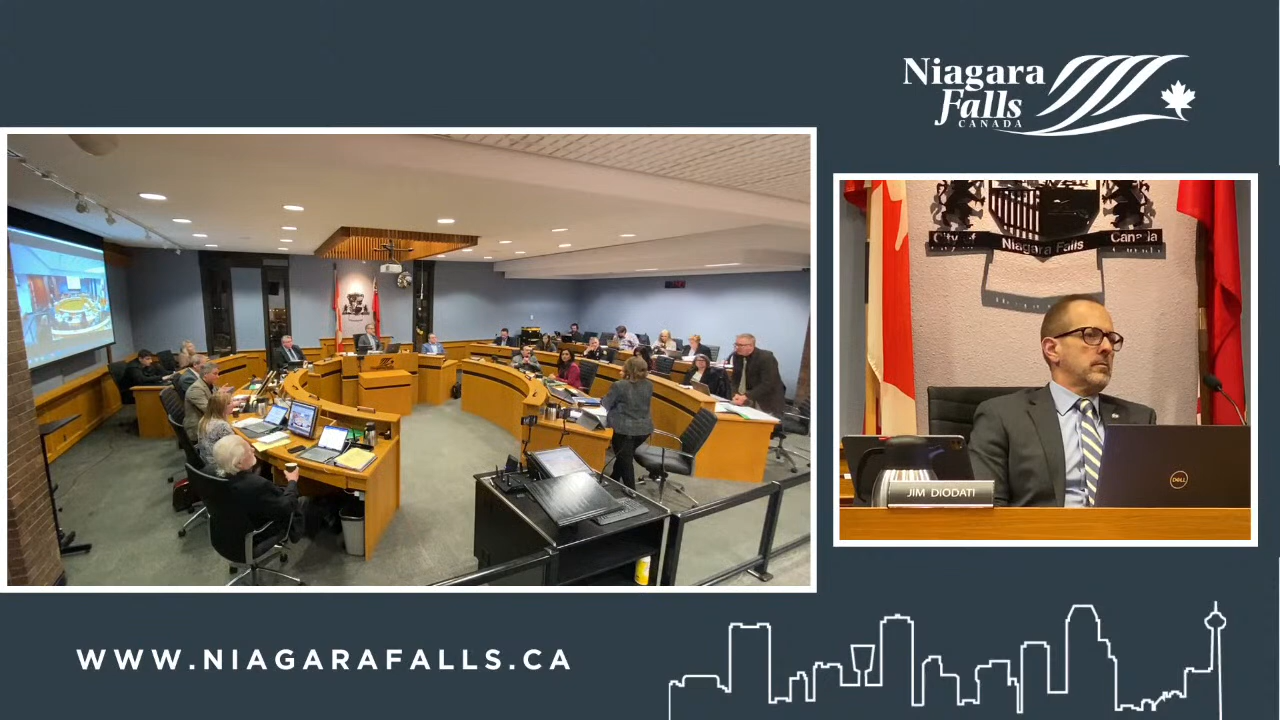 Niagara
Falls
CANADA
City of
Niagara Falls
Canada
JIM DIODATI
DELL
WWW.NIAGARAFALLS.CA